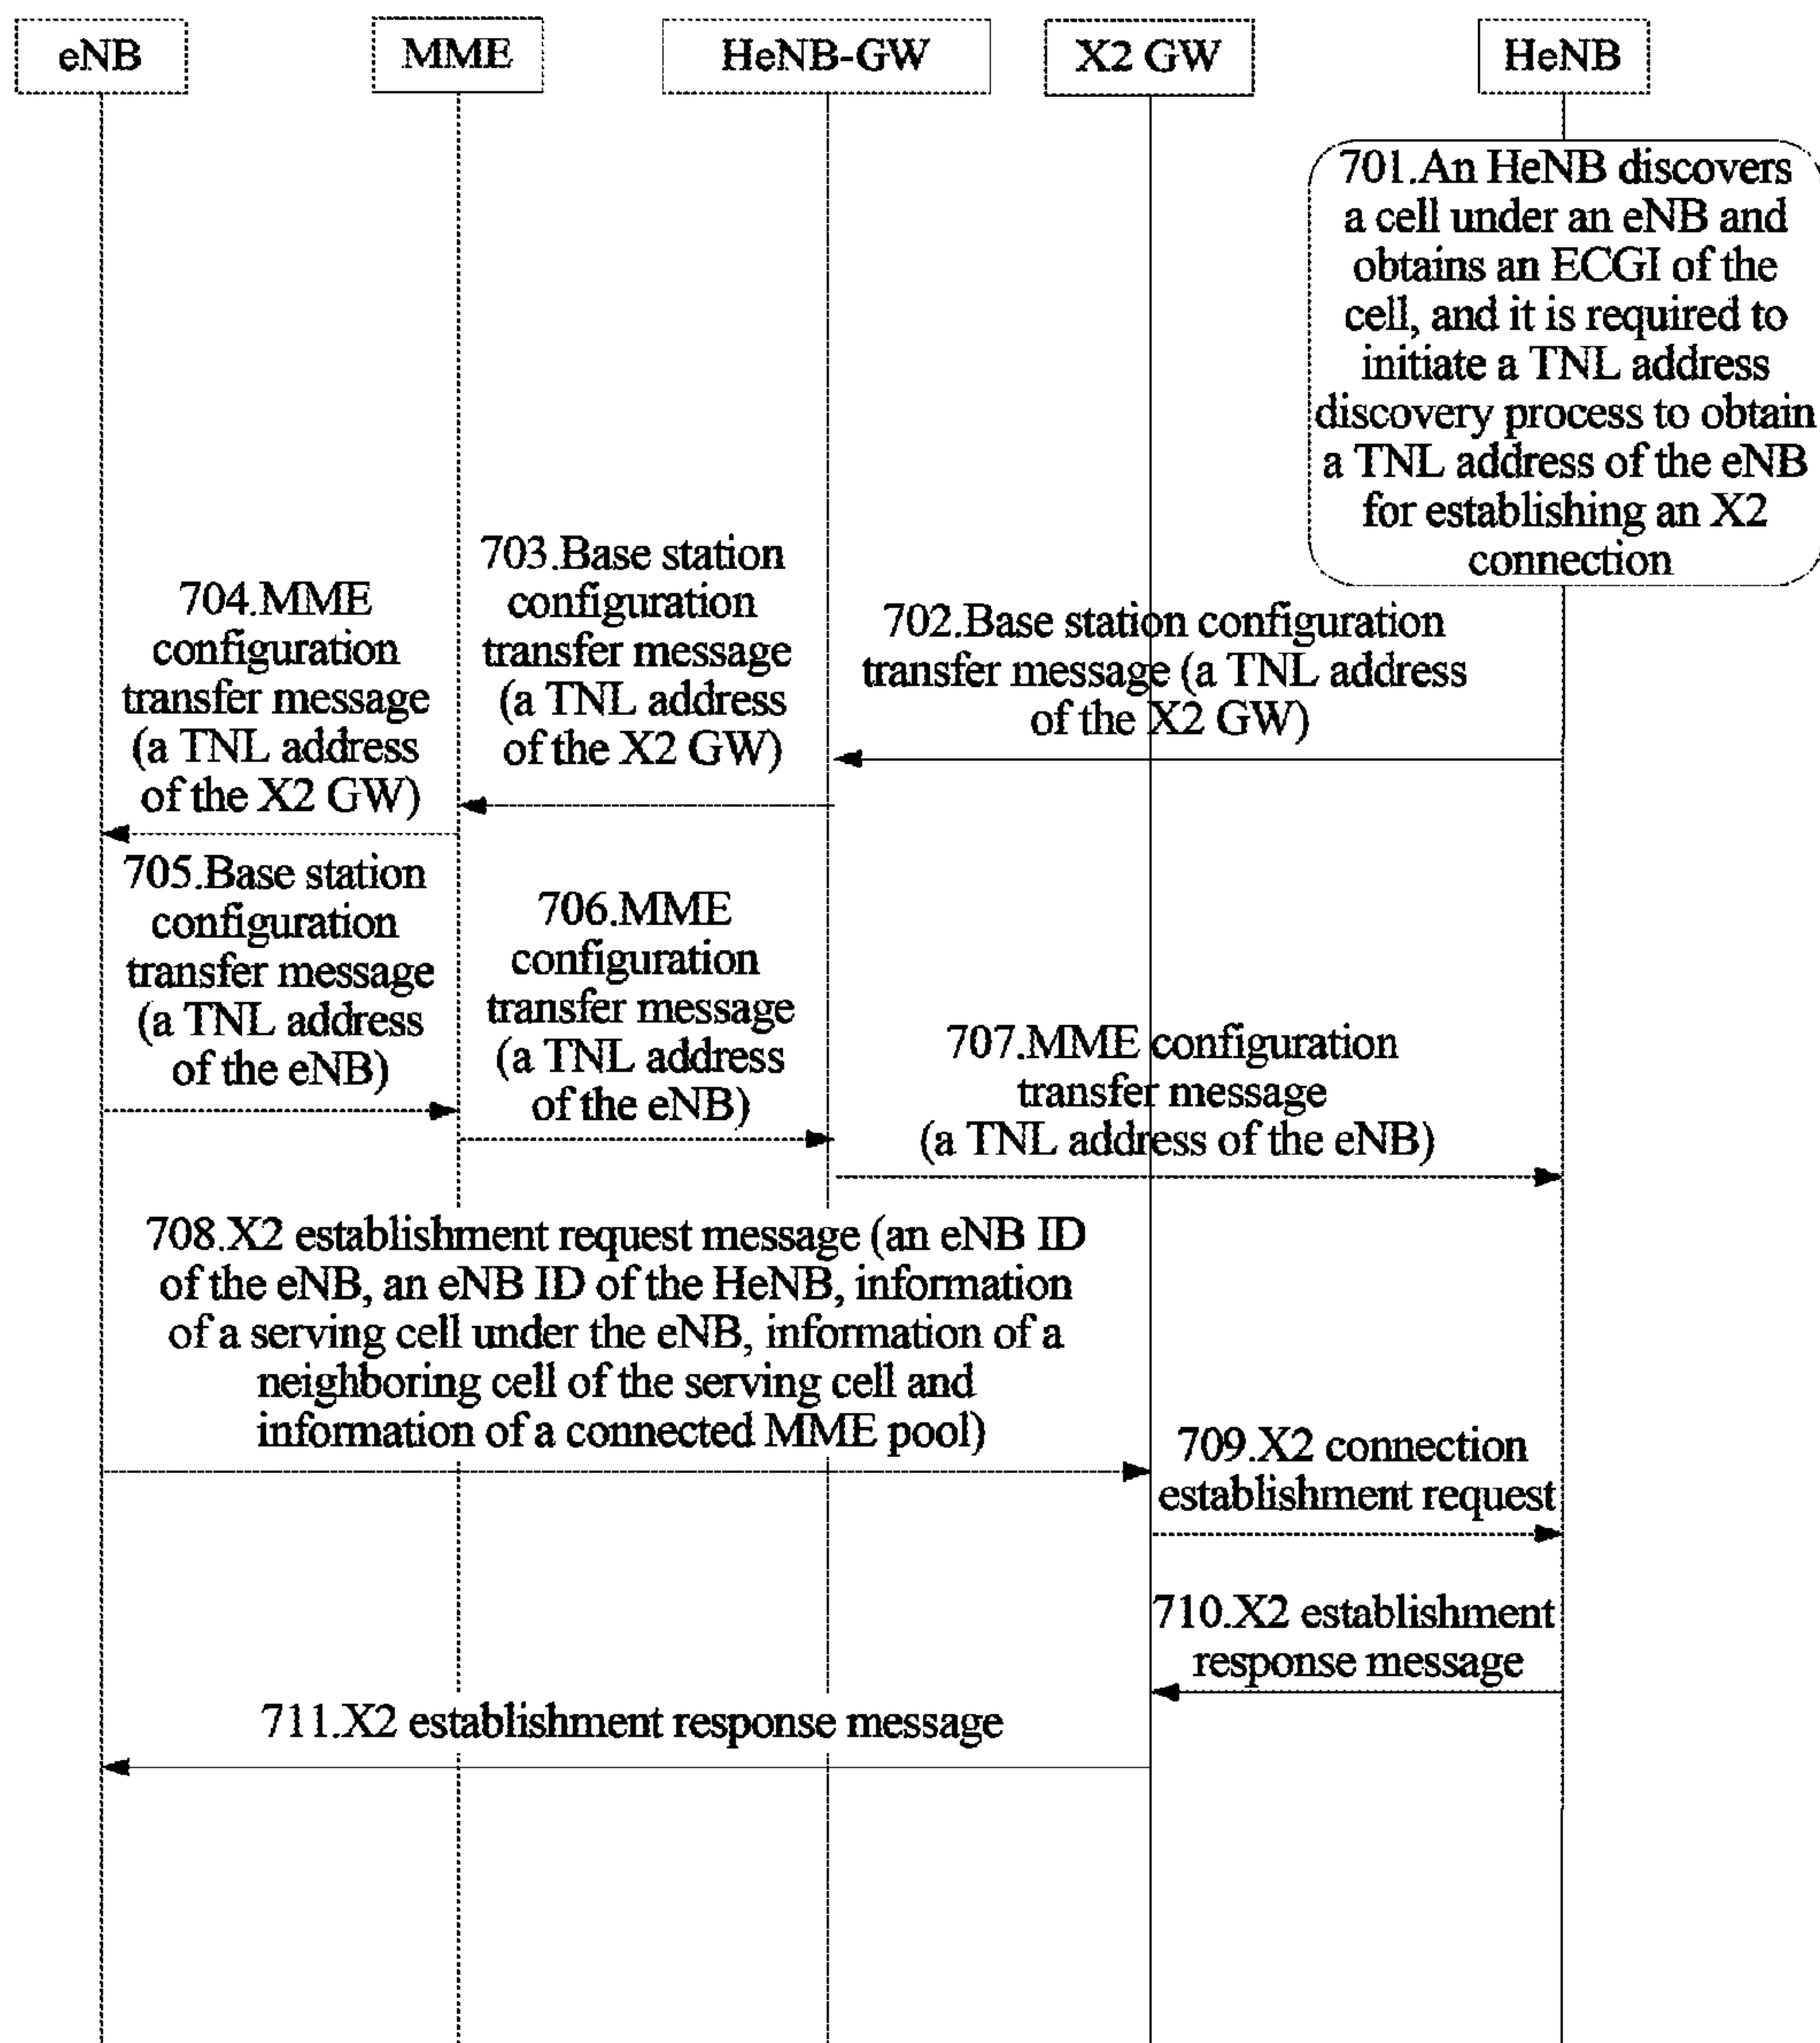 eNB
MME
HeNB-GW
X2 GW
HeNB
701.An HeNB discovers
a cell under an eNB and
obtains an ECGI of the
cell, and it is required to
initiate a TNL address
discovery process to obtain
a TNL address of the eNB
for establishing an X2
connection
702.Base station configuration
transfer message (a TNL address
of the X2 GW)
703.Base station
configuration
transfer message
(a TNL address
of the X2 GW)
704.MME
configuration
transfer message
(a TNL address
of the X2 GW)
705.Base station
configuration
transfer message
(a TNL address
of the eNB)
706.MME
configuration
transfer message
(a TNL address
of the eNB)
707.MME configuration
transfer message
(a TNL address of the eNB)
708.X2 establishment request message (an eNB ID
of the eNB, an eNB ID of the HeNB, information
of a serving cell under the eNB, information of a
neighboring cell of the serving cell and
information of a connected MME pool)
709.X2 connection
establishment request
710.X2 establishment
response message
711.X2 establishment response message